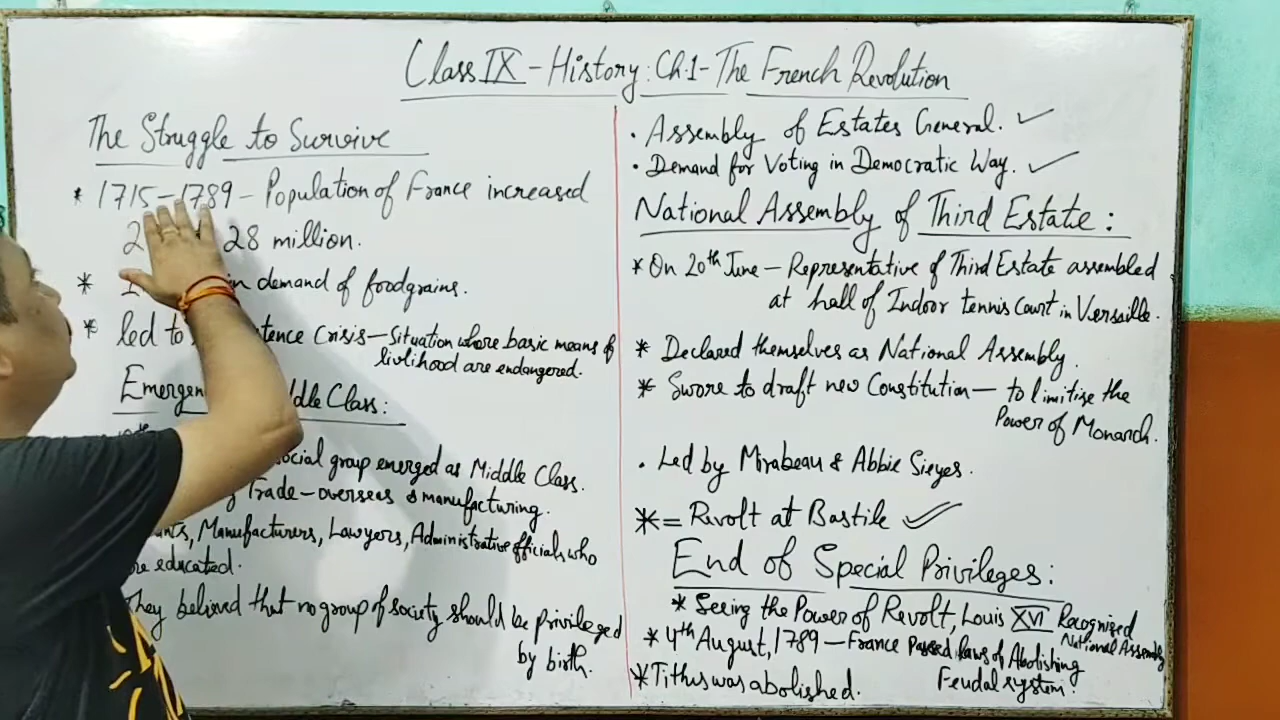 Class IX - History: Ch.1 - The French Revolution
The Struggle to Survive
* 1715-1789 - Population of France increased
28 million.
* in demand of foodgrains.
* led to Crisis - Situation where basic means of
livlihood are endangered.
Class:
social group emerged as Middle Class.
Trade - overseas & manufacturing.
Manufacturers, Lawyers, Administrative officials who
educated.
They believed that no group of society should be privileged
by birth.
• Assembly of Estates General. ✓
• Demand for Voting in Democratic Way. ✓
National Assembly of Third Estate:
* On 20th June - Representative of Third Estate assembled
at hall of Indoor tennis Court in Versaille.
* Declared themselves as National Assembly.
* Swore to draft new Constitution - to limitise the
Power of Monarch.
• Led by Mirabeau & Abbie Sieyes.
* = Revolt at Bastile ✓
End of Special Privileges:
* Seeing the Power of Revolt, Louis XVI Recognised
National Assembly
* 4th August, 1789 - France Passed laws of Abolishing
Feudal system.
* Tithes was abolished.